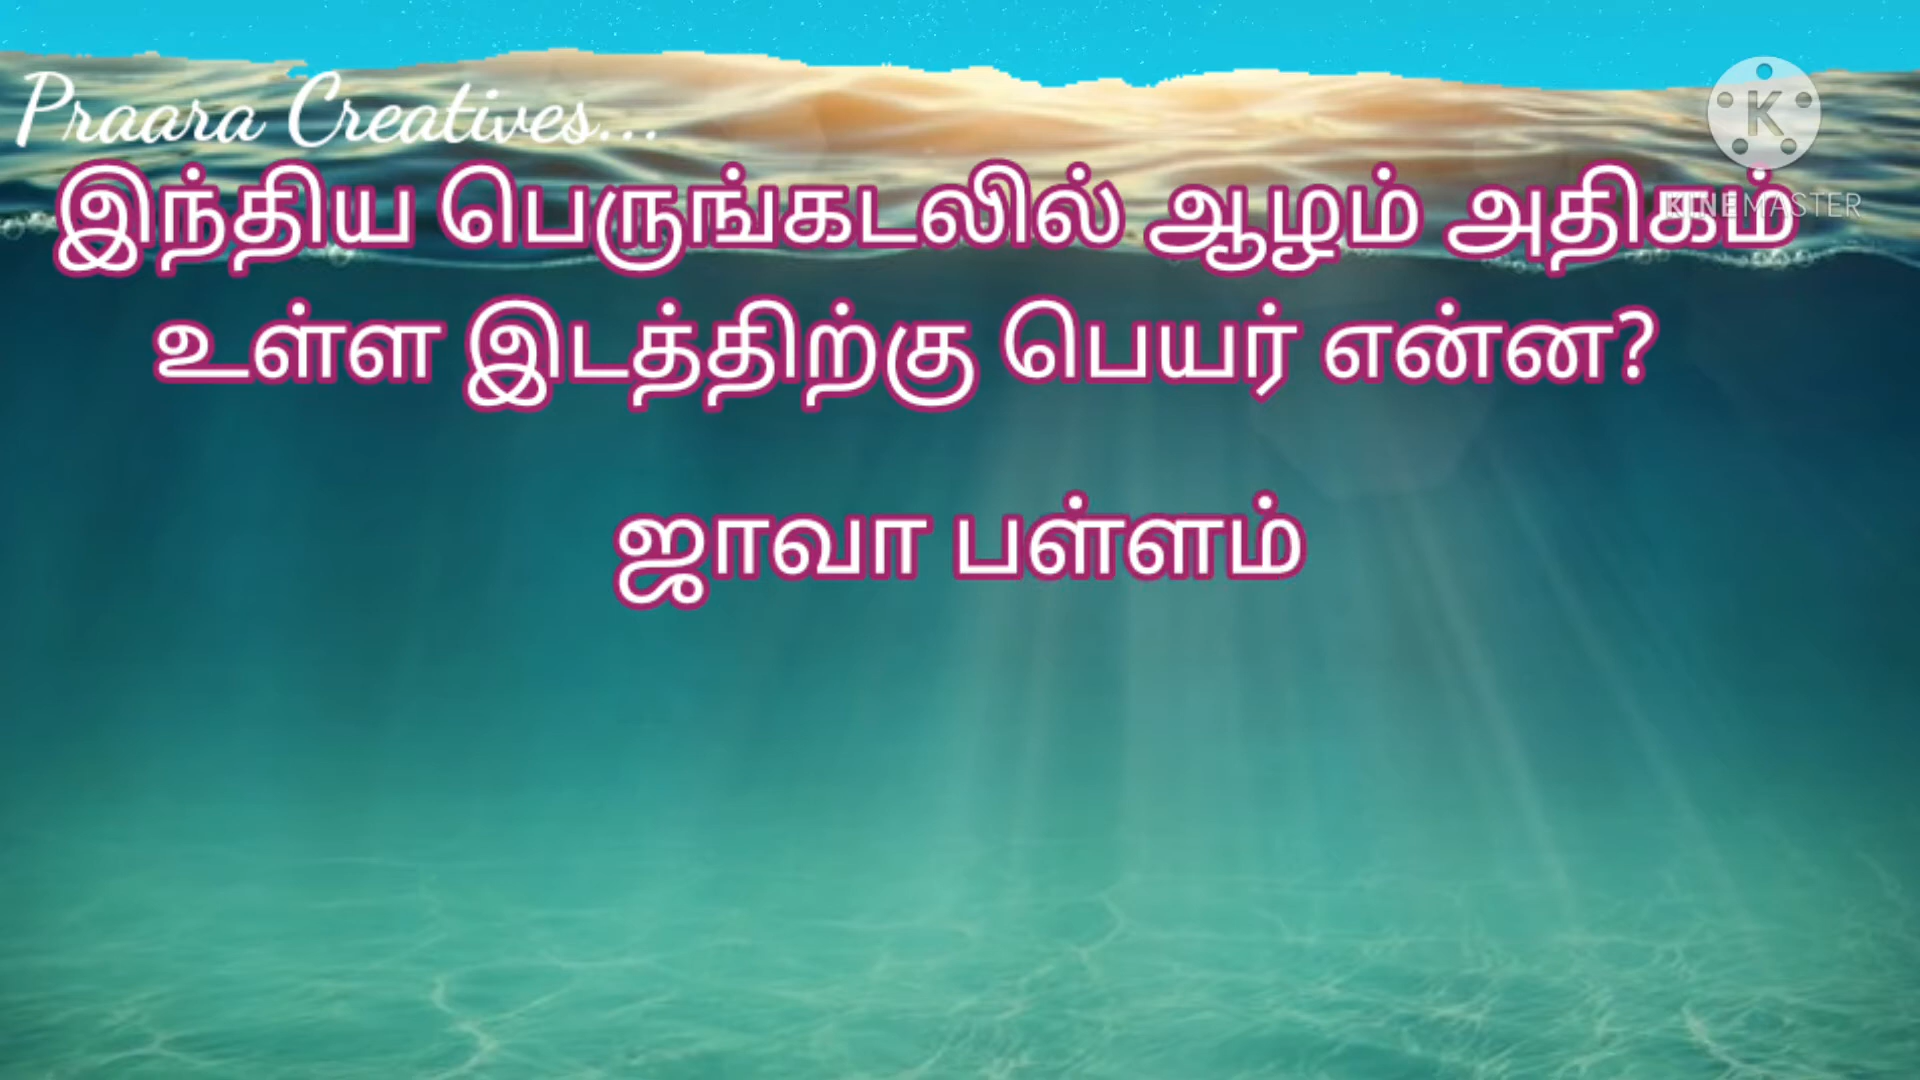 Praara Creatives...
இந்திய பெருங்கடலில் ஆழம் அதிகம்
உள்ள இடத்திற்கு பெயர் என்ன?
ஜாவா பள்ளம்
K
KINEMASTER